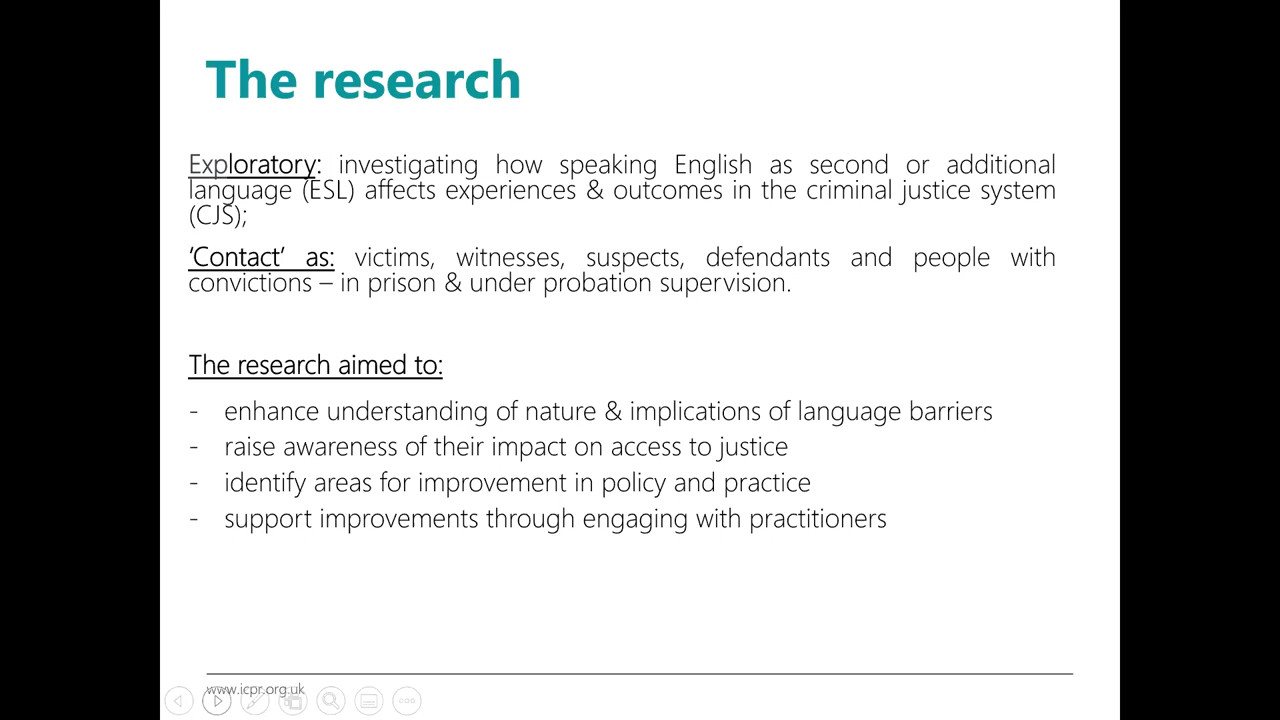 The research
Exploratory: investigating how speaking English as second or additional
language (ESL) affects experiences & outcomes in the criminal justice system
(CJS);
‘Contact’ as: victims, witnesses, suspects, defendants and people with
convictions – in prison & under probation supervision.
The research aimed to:
- enhance understanding of nature & implications of language barriers
- raise awareness of their impact on access to justice
- identify areas for improvement in policy and practice
- support improvements through engaging with practitioners
www.icpr.org.uk